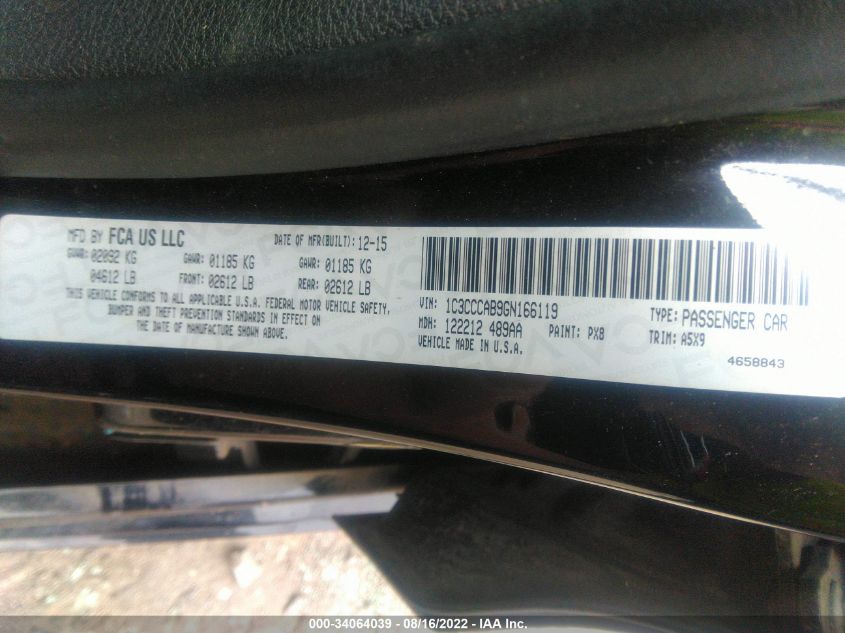 MFD BY FCA US LLC DATE OF MFR(BUILT): 12-15
GVWR: 02092 KG GAWR: 01185 KG GAWR: 01185 KG
04612 LB FRONT: 02612 LB REAR: 02612 LB
THIS VEHICLE CONFORMS TO ALL APPLICABLE U.S.A. FEDERAL MOTOR VEHICLE SAFETY,
BUMPER AND THEFT PREVENTION STANDARDS IN EFFECT ON
THE DATE OF MANUFACTURE SHOWN ABOVE.
VIN: 1C3CCCAB9GN166119 TYPE: PASSENGER CAR
MDH: 122212 489AA PAINT: PX8 TRIM: A5X9
VEHICLE MADE IN U.S.A.
4658843
000-34064039 - 08/16/2022 - IAA Inc.